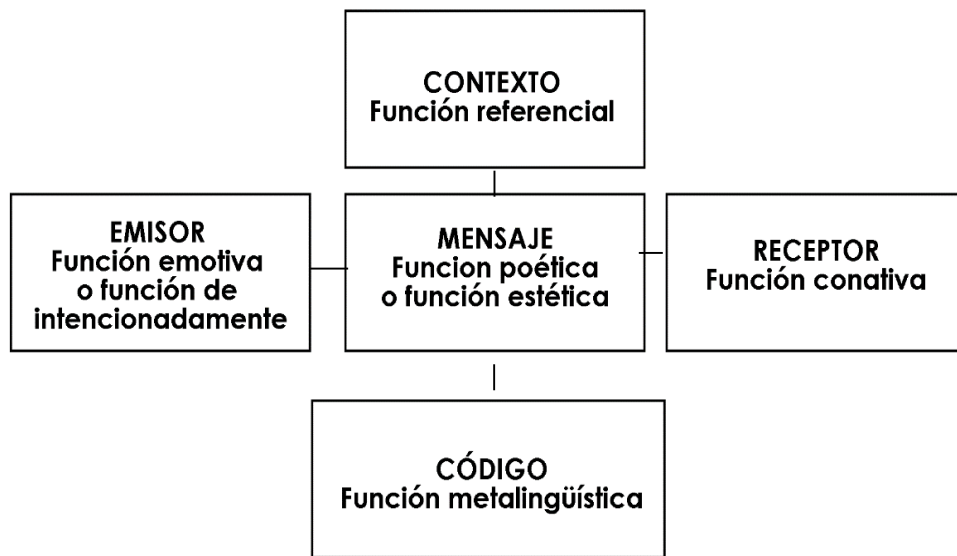 CONTEXTO
Función referencial
EMISOR
Función emotiva
o función de
intencionadamente
MENSAJE
Funcion poética
o función estética
RECEPTOR
Función conativa
CÓDIGO
Función metalingüística